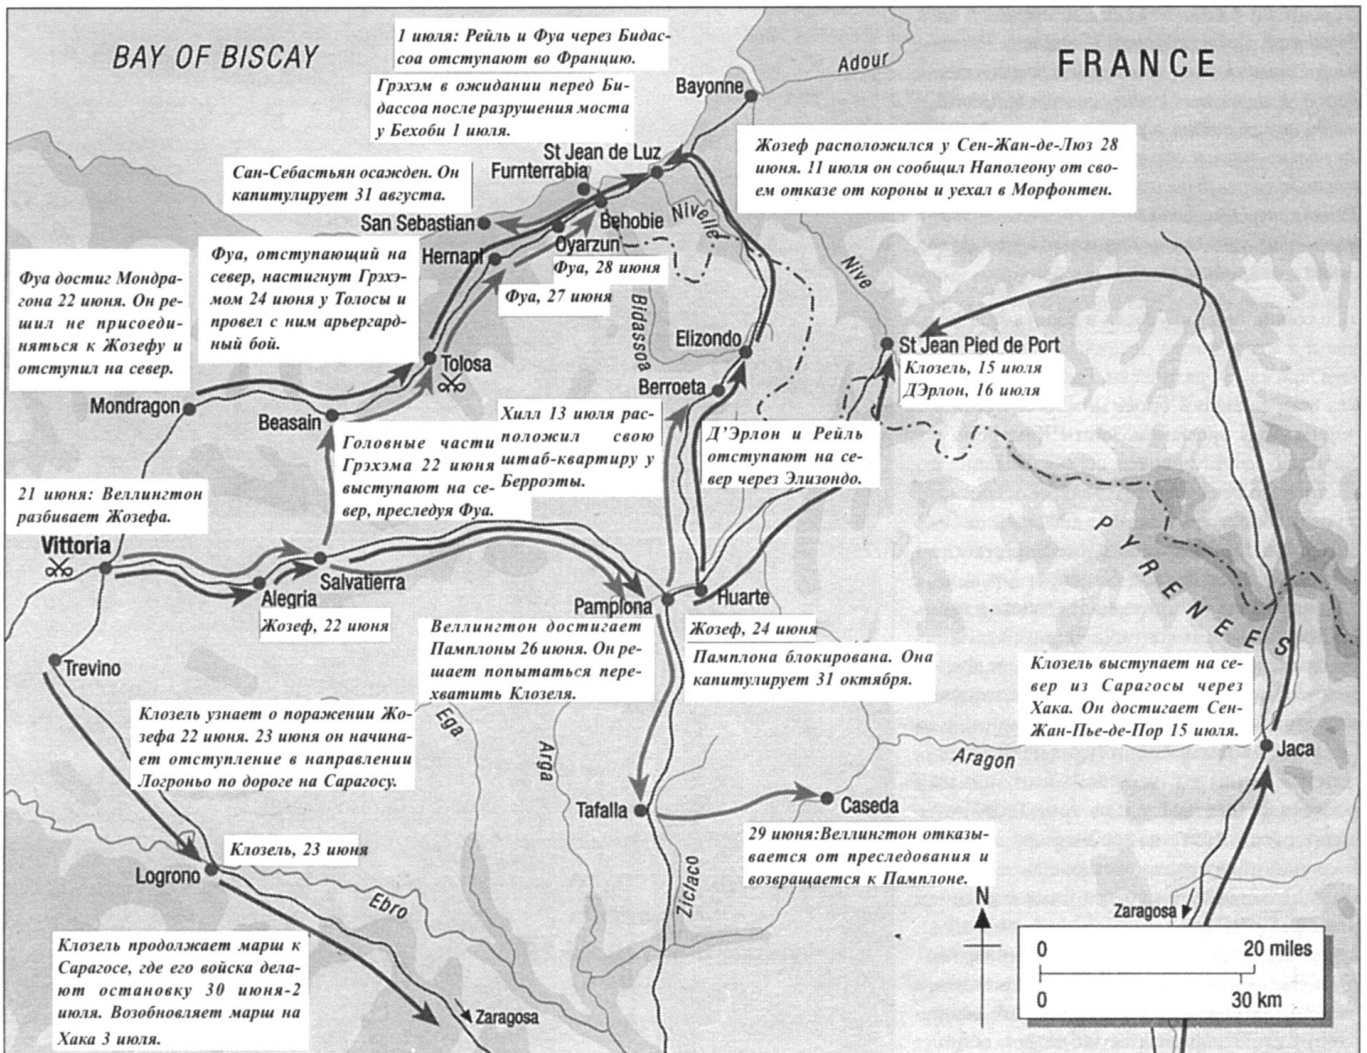 BAY OF BISCAY
1 июля: Рейль и Фуа через Бидас-
соа отступают во Францию.
Грэхэм в ожидании перед Би-
дассоа после разрушения моста
у Бехоби 1 июля.
Adour
FRANCE
Bayonne
Жозеф расположился у Сен-Жан-де-Люз 28
июня. 11 июля он сообщил Наполеону от сво-
ем отказе от короны и уехал в Морфонтен.
St Jean de Luz
Furnterrabia
Сан-Себастьян осажден. Он
капитулирует 31 августа.
San Sebastian
Behobie
Nivelle
Hernapl
Oyarzun
Nive
Фуа, 28 июня
Фуа, 27 июня
Фуа, отступающий на
север, настигнут Грэхэ-
мом 24 июня у Толосы и
провел с ним арьергард-
ный бой.
Фуа достиг Мондра-
гона 22 июня. Он ре-
шил не присоеди-
няться к Жозефу и
отступил на север.
Bidassoa
Elizondo
St Jean Pied de Port
Клозель, 15 июля
ДЭрлон, 16 июля
Tolosa
Berroeta
Mondragon
Beasain
Хилл 13 июля рас-
положил свою
штаб-квартиру у
Берроэты.
Головные части
Грэхэма 22 июня
выступают на се-
вер, преследуя Фуа.
Д'Эрлон и Рейль
отступают на се-
вер через Элизондо.
21 июня: Веллингтон
разбивает Жозефа.
PYRENEES
Vittoria
Salvatierra
Alegria
Жозеф, 22 июня
Pamplona
Huarte
Веллингтон достигает
Памплоны 26 июня. Он ре-
шает попытаться пере-
хватить Клозеля.
Жозеф, 24 июня
Памплона блокирована. Она
капитулирует 31 октября.
Клозель выступает на се-
вер из Сарагосы через
Хака. Он достигает Сен-
Жан-Пье-де-Пор 15 июля.
Trevino
Клозель узнает о поражении Жо-
зефа 22 июня. 23 июня он начина-
ет отступление в направлении
Логроньо по дороге на Сарагосу.
Ega
Arga
Aragon
Jaca
Tafalla
Caseda
29 июня:Веллингтон отказы-
вается от преследования и
возвращается к Памплоне.
Клозель, 23 июня
Logrono
Ebro
Ziclaco
N
Zaragosa
Клозель продолжает марш к
Сарагосе, где его войска дела-
ют остановку 30 июня-2
июля. Возобновляет марш на
Хака 3 июля.
Zaragosa
0 20 miles
0 30 km